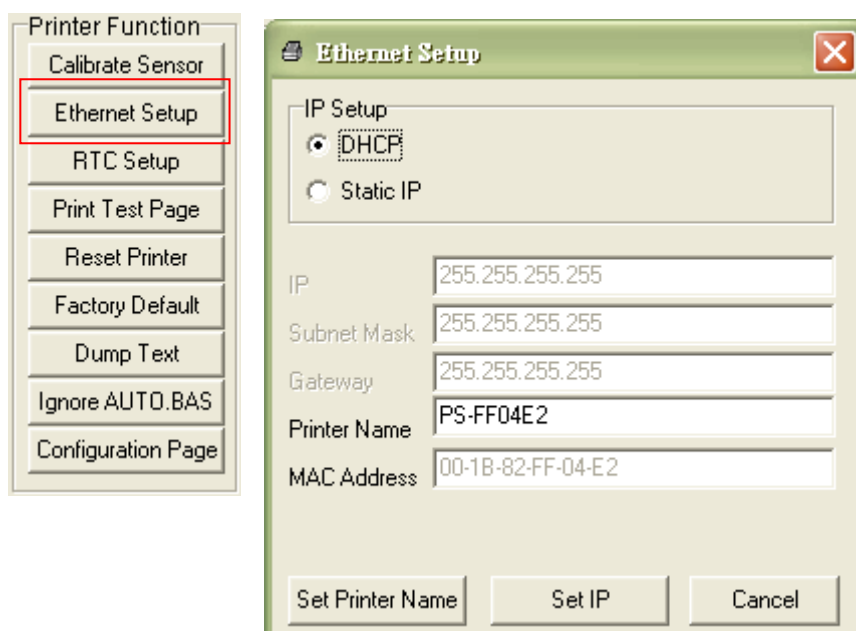 Printer Function
Calibrate Sensor
Ethernet Setup
RTC Setup
Print Test Page
Reset Printer
Factory Default
Dump Text
Ignore AUTO.BAS
Configuration Page
Ethernet Setup
IP Setup
DHCP
Static IP
IP 255.255.255.255
Subnet Mask 255.255.255.255
Gateway 255.255.255.255
Printer Name PS-FF04E2
MAC Address 00-1B-82-FF-04-E2
Set Printer Name Set IP Cancel